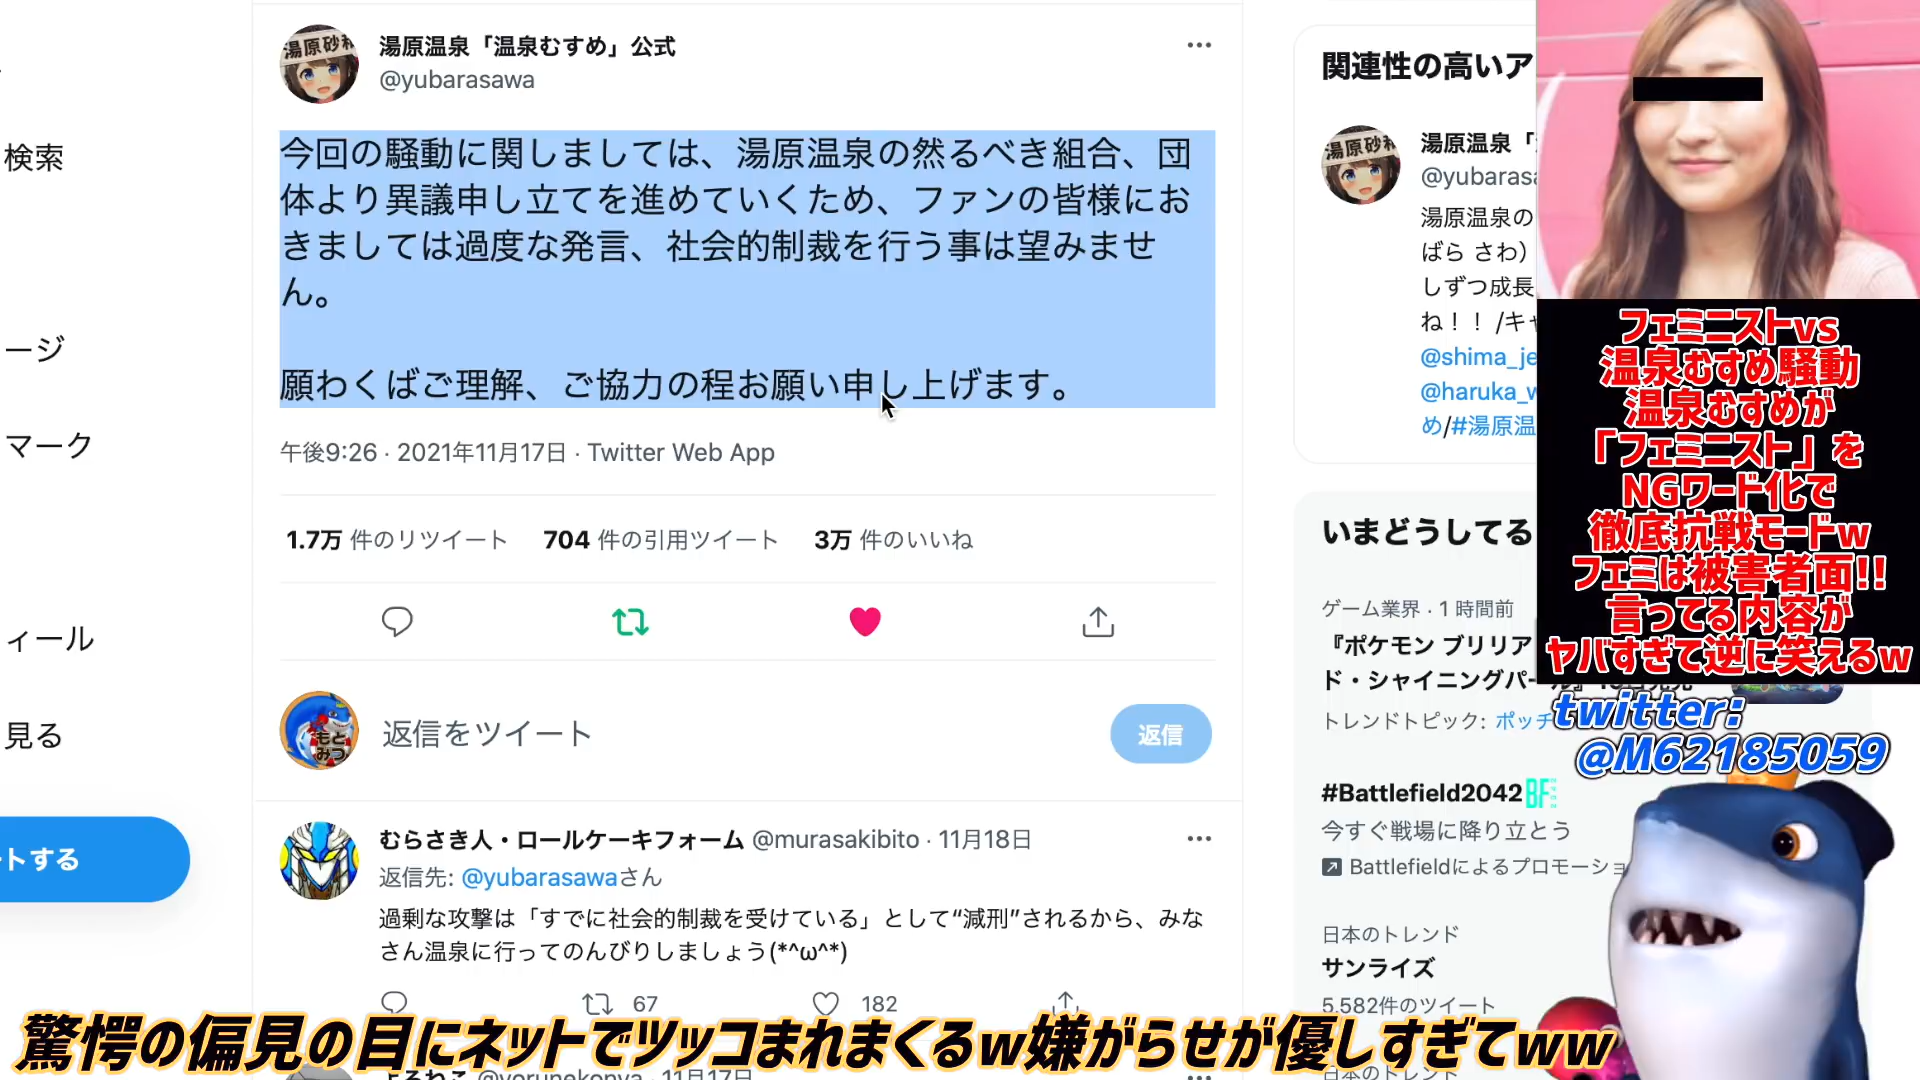 湯原温泉「温泉むすめ」公式
@yubarasawa
今回の騒動に関しましては、湯原温泉の然るべき組合、団
体より異議申し立てを進めていくため、ファンの皆様にお
きましては過度な発言、社会的制裁を行う事は望みませ
ん。
願わくばご理解、ご協力の程お願い申し上げます。
午後9:26 · 2021年11月17日 · Twitter Web App
1.7万 件のリツイート 704 件の引用ツイート 3万 件のいいね
もと
みつ
返信をツイート
返信
むらさき人・ロールケーキフォーム @murasakibito · 11月18日
返信先: @yubarasawaさん
過剰な攻撃は「すでに社会的制裁を受けている」として“減刑”されるから、みな
さん温泉に行ってのんびりしましょう(*^ω^*)
67 182
検索
ージ
マーク
ィール
見る
トする
関連性の高いア
湯原温泉「
@yubaras
湯原温泉の
ばら さわ）
しずつ成長
ね！！ /キャ
@shima_je
@haruka_w
め/#湯原温
いまどうしてる
ゲーム業界 · 1 時間前
『ポケモン ブリリア
ド・シャイニングパー
トレンドトピック: ポッチ
#Battlefield2042
今すぐ戦場に降り立とう
Battlefieldによるプロモーショ
日本のトレンド
サンライズ
5,582件のツイート
日本のトレンド
フェミニストvs
温泉むすめ騒動
温泉むすめが
「フェミニスト」を
NGワード化で
徹底抗戦モードw
フェミは被害者面!!
言ってる内容が
ヤバすぎて逆に笑えるw
twitter:
@M62185059
驚愕の偏見の目にネットでツッコまれまくるw嫌がらせが優しすぎてww